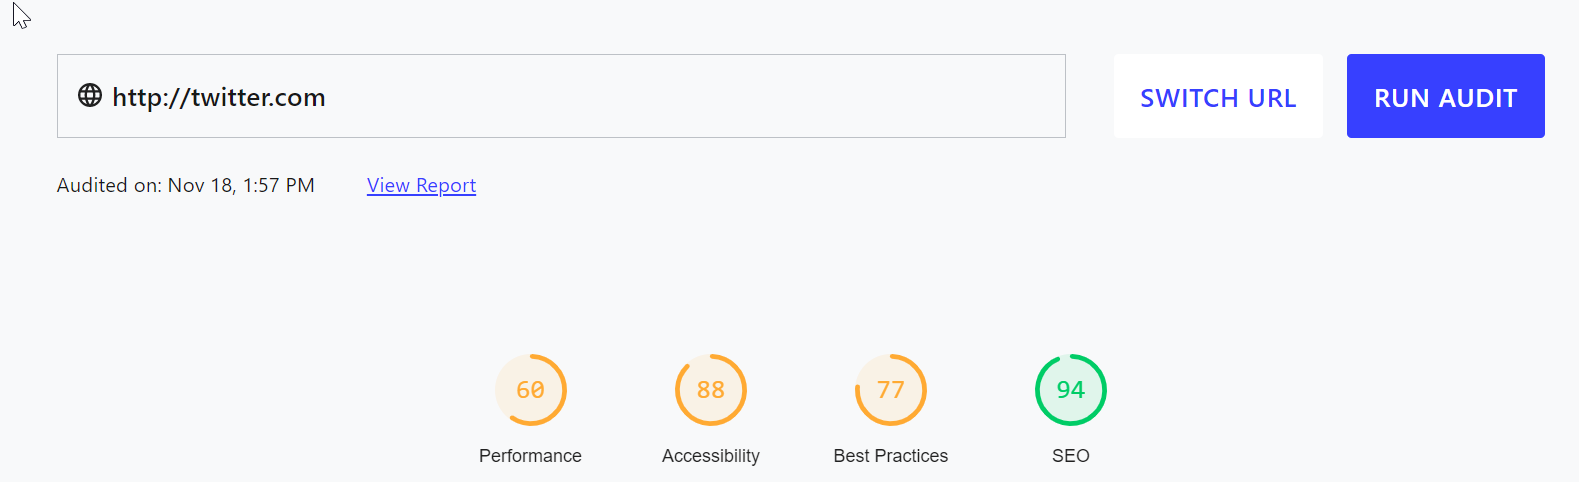 http://twitter.com
SWITCH URL
RUN AUDIT
Audited on: Nov 18, 1:57 PM
View Report
60
88
77
94
Performance
Accessibility
Best Practices
SEO